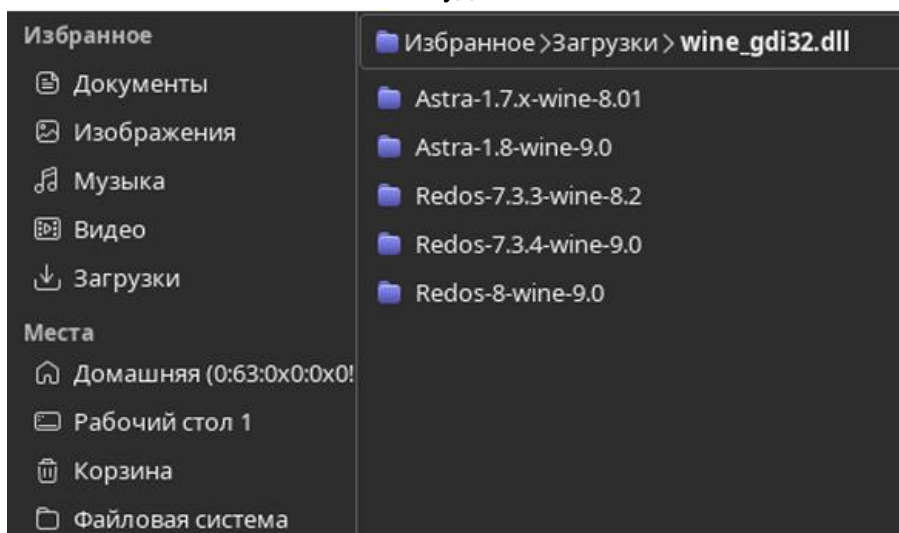 Избранное
Документы
Изображения
Музыка
Видео
Загрузки
Места
Домашняя (0:63:0x0:0x0!
Рабочий стол 1
Корзина
Файловая система
Избранное >Загрузки > wine_gdi32.dll
Astra-1.7.x-wine-8.01
Astra-1.8-wine-9.0
Redos-7.3.3-wine-8.2
Redos-7.3.4-wine-9.0
Redos-8-wine-9.0